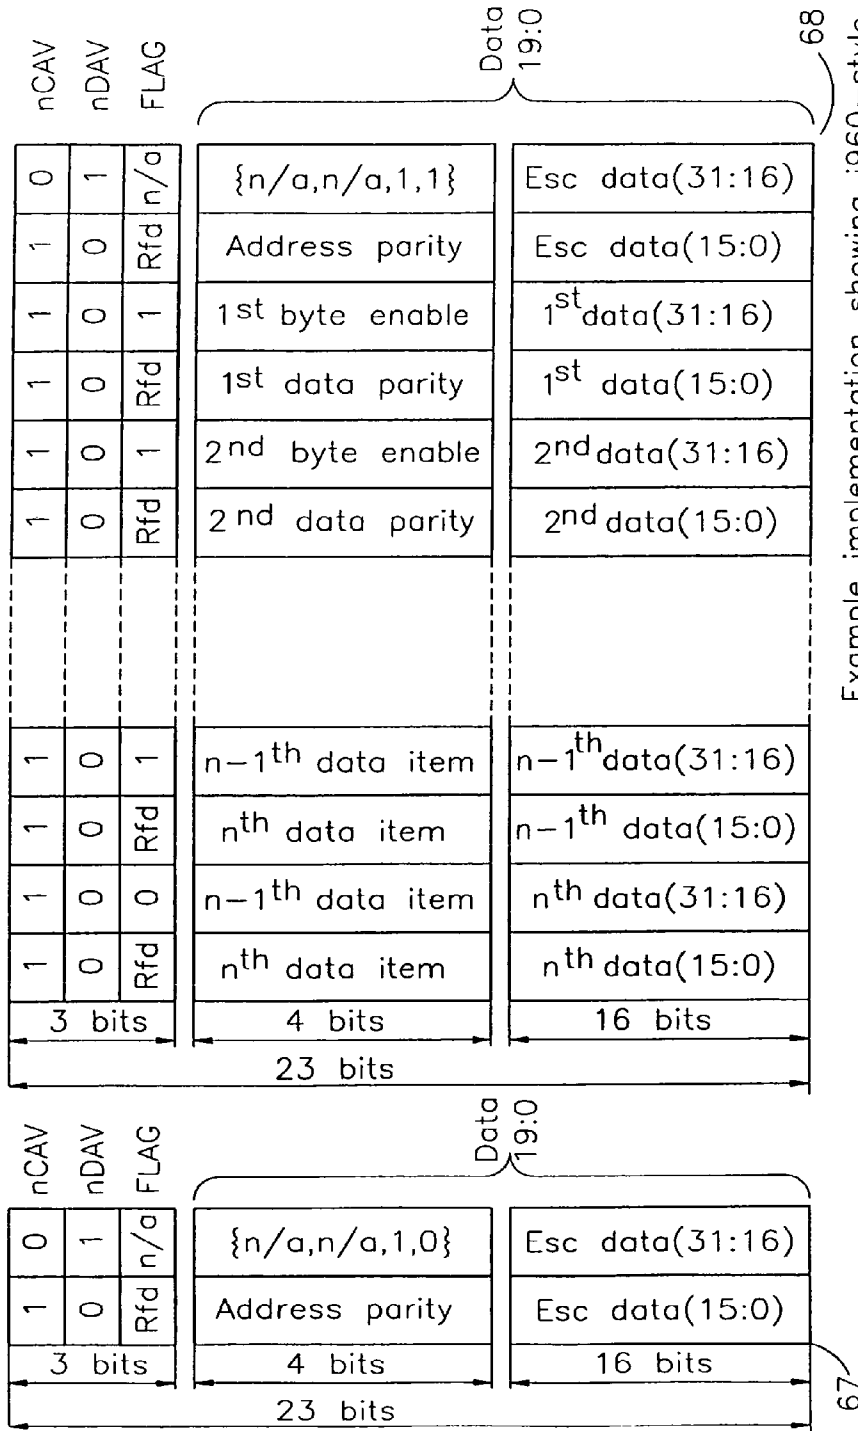 nCAV
nDAV
FLAG
0 1 n/a {n/a,n/a,1,1} Esc data(31:16)
1 0 Rfd Address parity Esc data(15:0)
1 0 1 1st byte enable 1st data(31:16)
1 0 Rfd 1st data parity 1st data(15:0)
1 0 1 2nd byte enable 2nd data(31:16)
1 0 Rfd 2nd data parity 2nd data(15:0)
1 0 1 n-1th data item n-1th data(31:16)
1 0 Rfd nth data item n-1th data(15:0)
1 0 0 n-1th data item nth data(31:16)
1 0 Rfd nth data item nth data(15:0)
3 bits 4 bits 16 bits
23 bits
Data
19:0
68
nCAV
nDAV
FLAG
0 1 n/a {n/a,n/a,1,0} Esc data(31:16)
1 0 Rfd Address parity Esc data(15:0)
3 bits 4 bits 16 bits
23 bits
Data
19:0
67
Example implementation showing i960, style